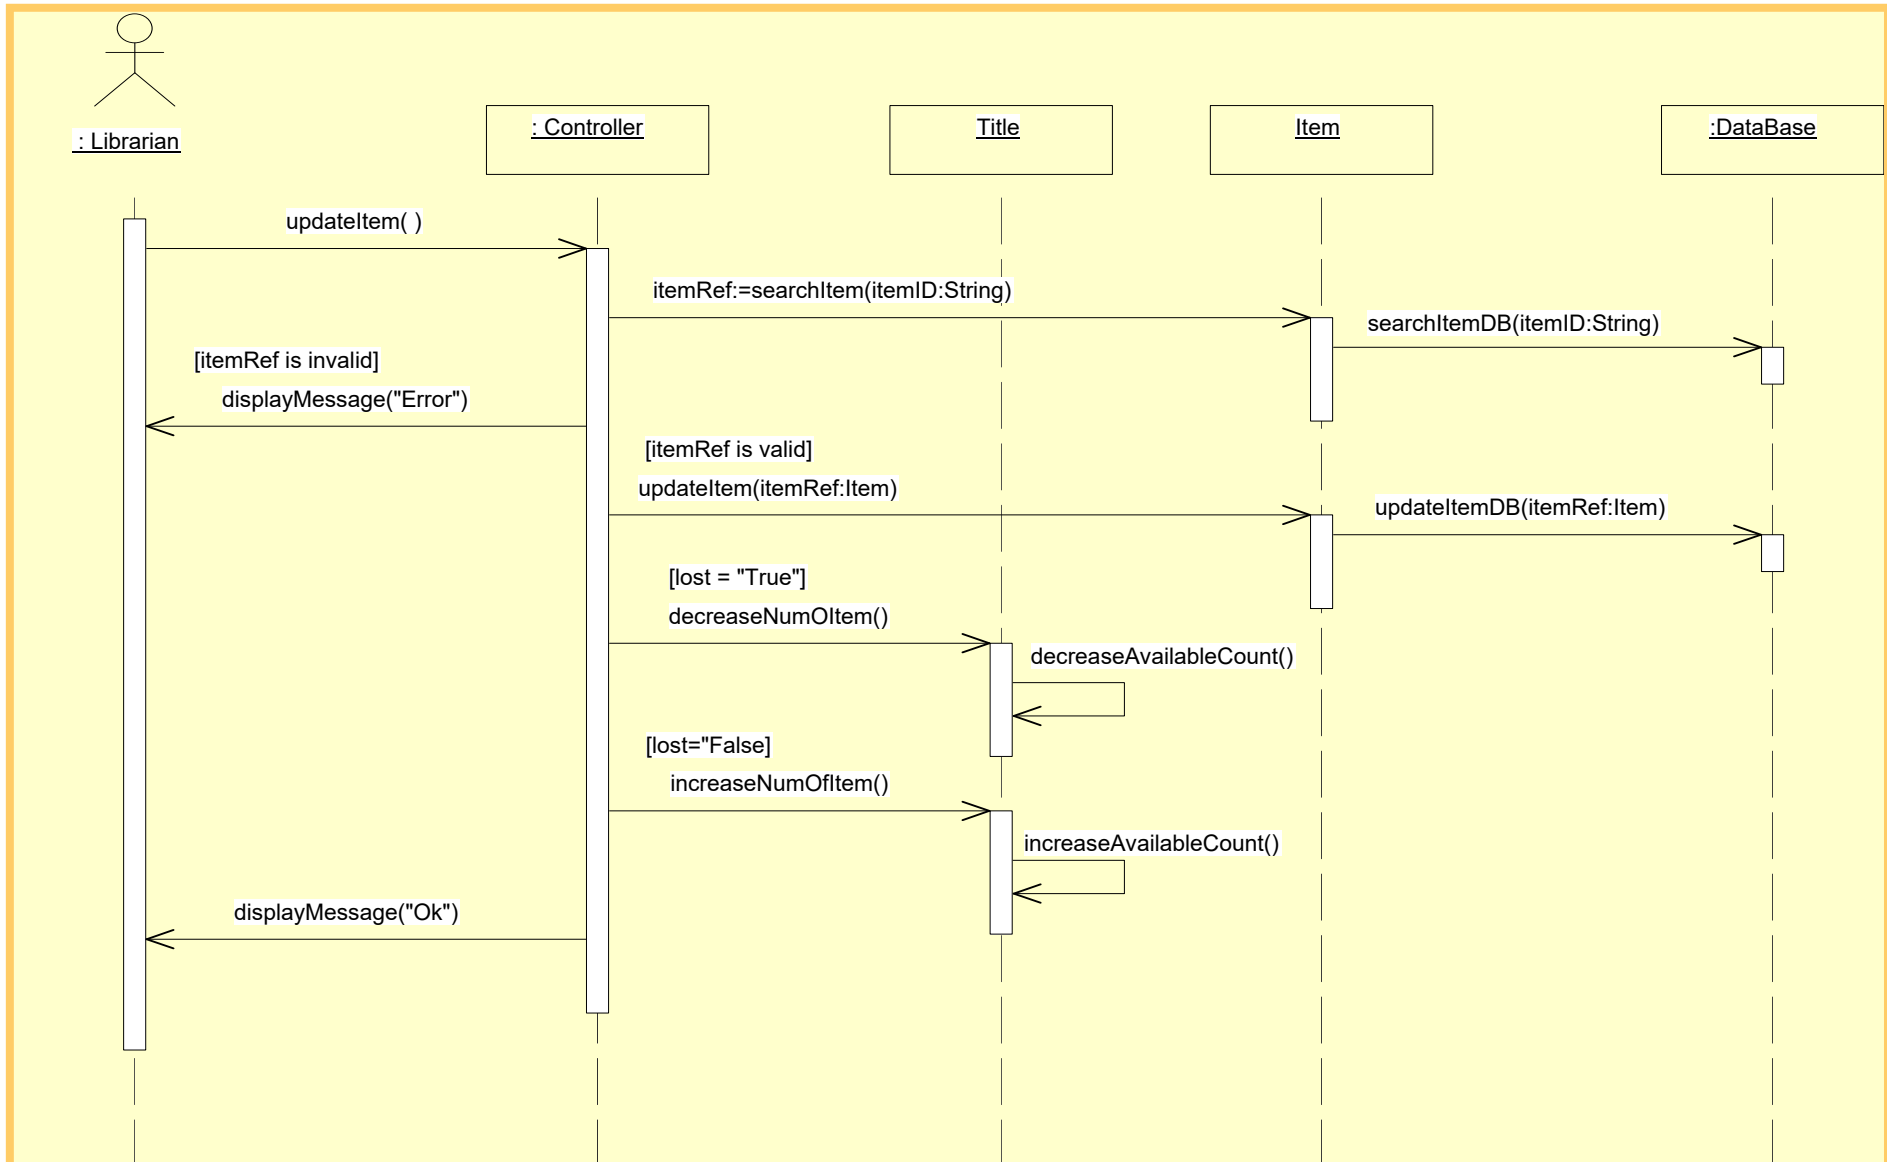 : Librarian
: Controller
Title
Item
:DataBase
updateItem( )
itemRef:=searchItem(itemID:String)
searchItemDB(itemID:String)
[itemRef is invalid]
displayMessage("Error")
[itemRef is valid]
updateItem(itemRef:Item)
updateItemDB(itemRef:Item)
[lost = "True"]
decreaseNumOItem()
decreaseAvailableCount()
[lost="False]
increaseNumOfItem()
increaseAvailableCount()
displayMessage("Ok")